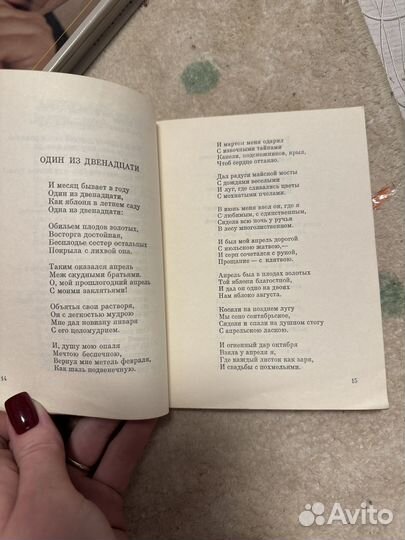 ОДИН ИЗ ДВЕНАДЦАТИ
И месяц бывает в году
Один из двенадцати,
Как яблоня в летнем саду
Одна из двенадцати:
Обильем плодов золотых,
Восторга достойная,
Бесплодье сестер остальных
Покрыла с лихвой она.
Таким оказался апрель
Меж скудными братьями.
О, мой прошлогодний апрель
С моими заклятьями!
Объятья свои растворя,
Он с легкостью мудрою
Мне дал новизну января
С его целомудрием.
И, душу мою опаля
Мечтою беспечною,
Вернул мне метель февраля,
Как шаль подвенечную.
14
И мартом меня одарил
С извечными тайнами
Капели, подснежников, крыл,
Чтоб сердце оттаяло.
Дал радуги майской мосты
С дождями веселыми
И луг, где сдавались цветы
С мохнатыми пчелами.
В июнь меня ввел он, где я
С любимым, с единственным,
Сидела всю ночь у ручья
В лесу многолиственном.
И был мой апрель дорогой
С июльскою жатвою,—
И серп сочетался с рукой,
Прощание — с клятвою.
Апрель был в плодах золотых
Той яблони благостной,
И дал он одно на двоих
Нам яблоко августа.
Косили на позднем лугу
Мы сено сентябрьское,
Сидели и спали на душном стогу
С апрельскою ласкою.
И огненный дар октября
Взяла у апреля я,
Где каждый листок как заря,
И свадьбы с похмельями.
15
Avito